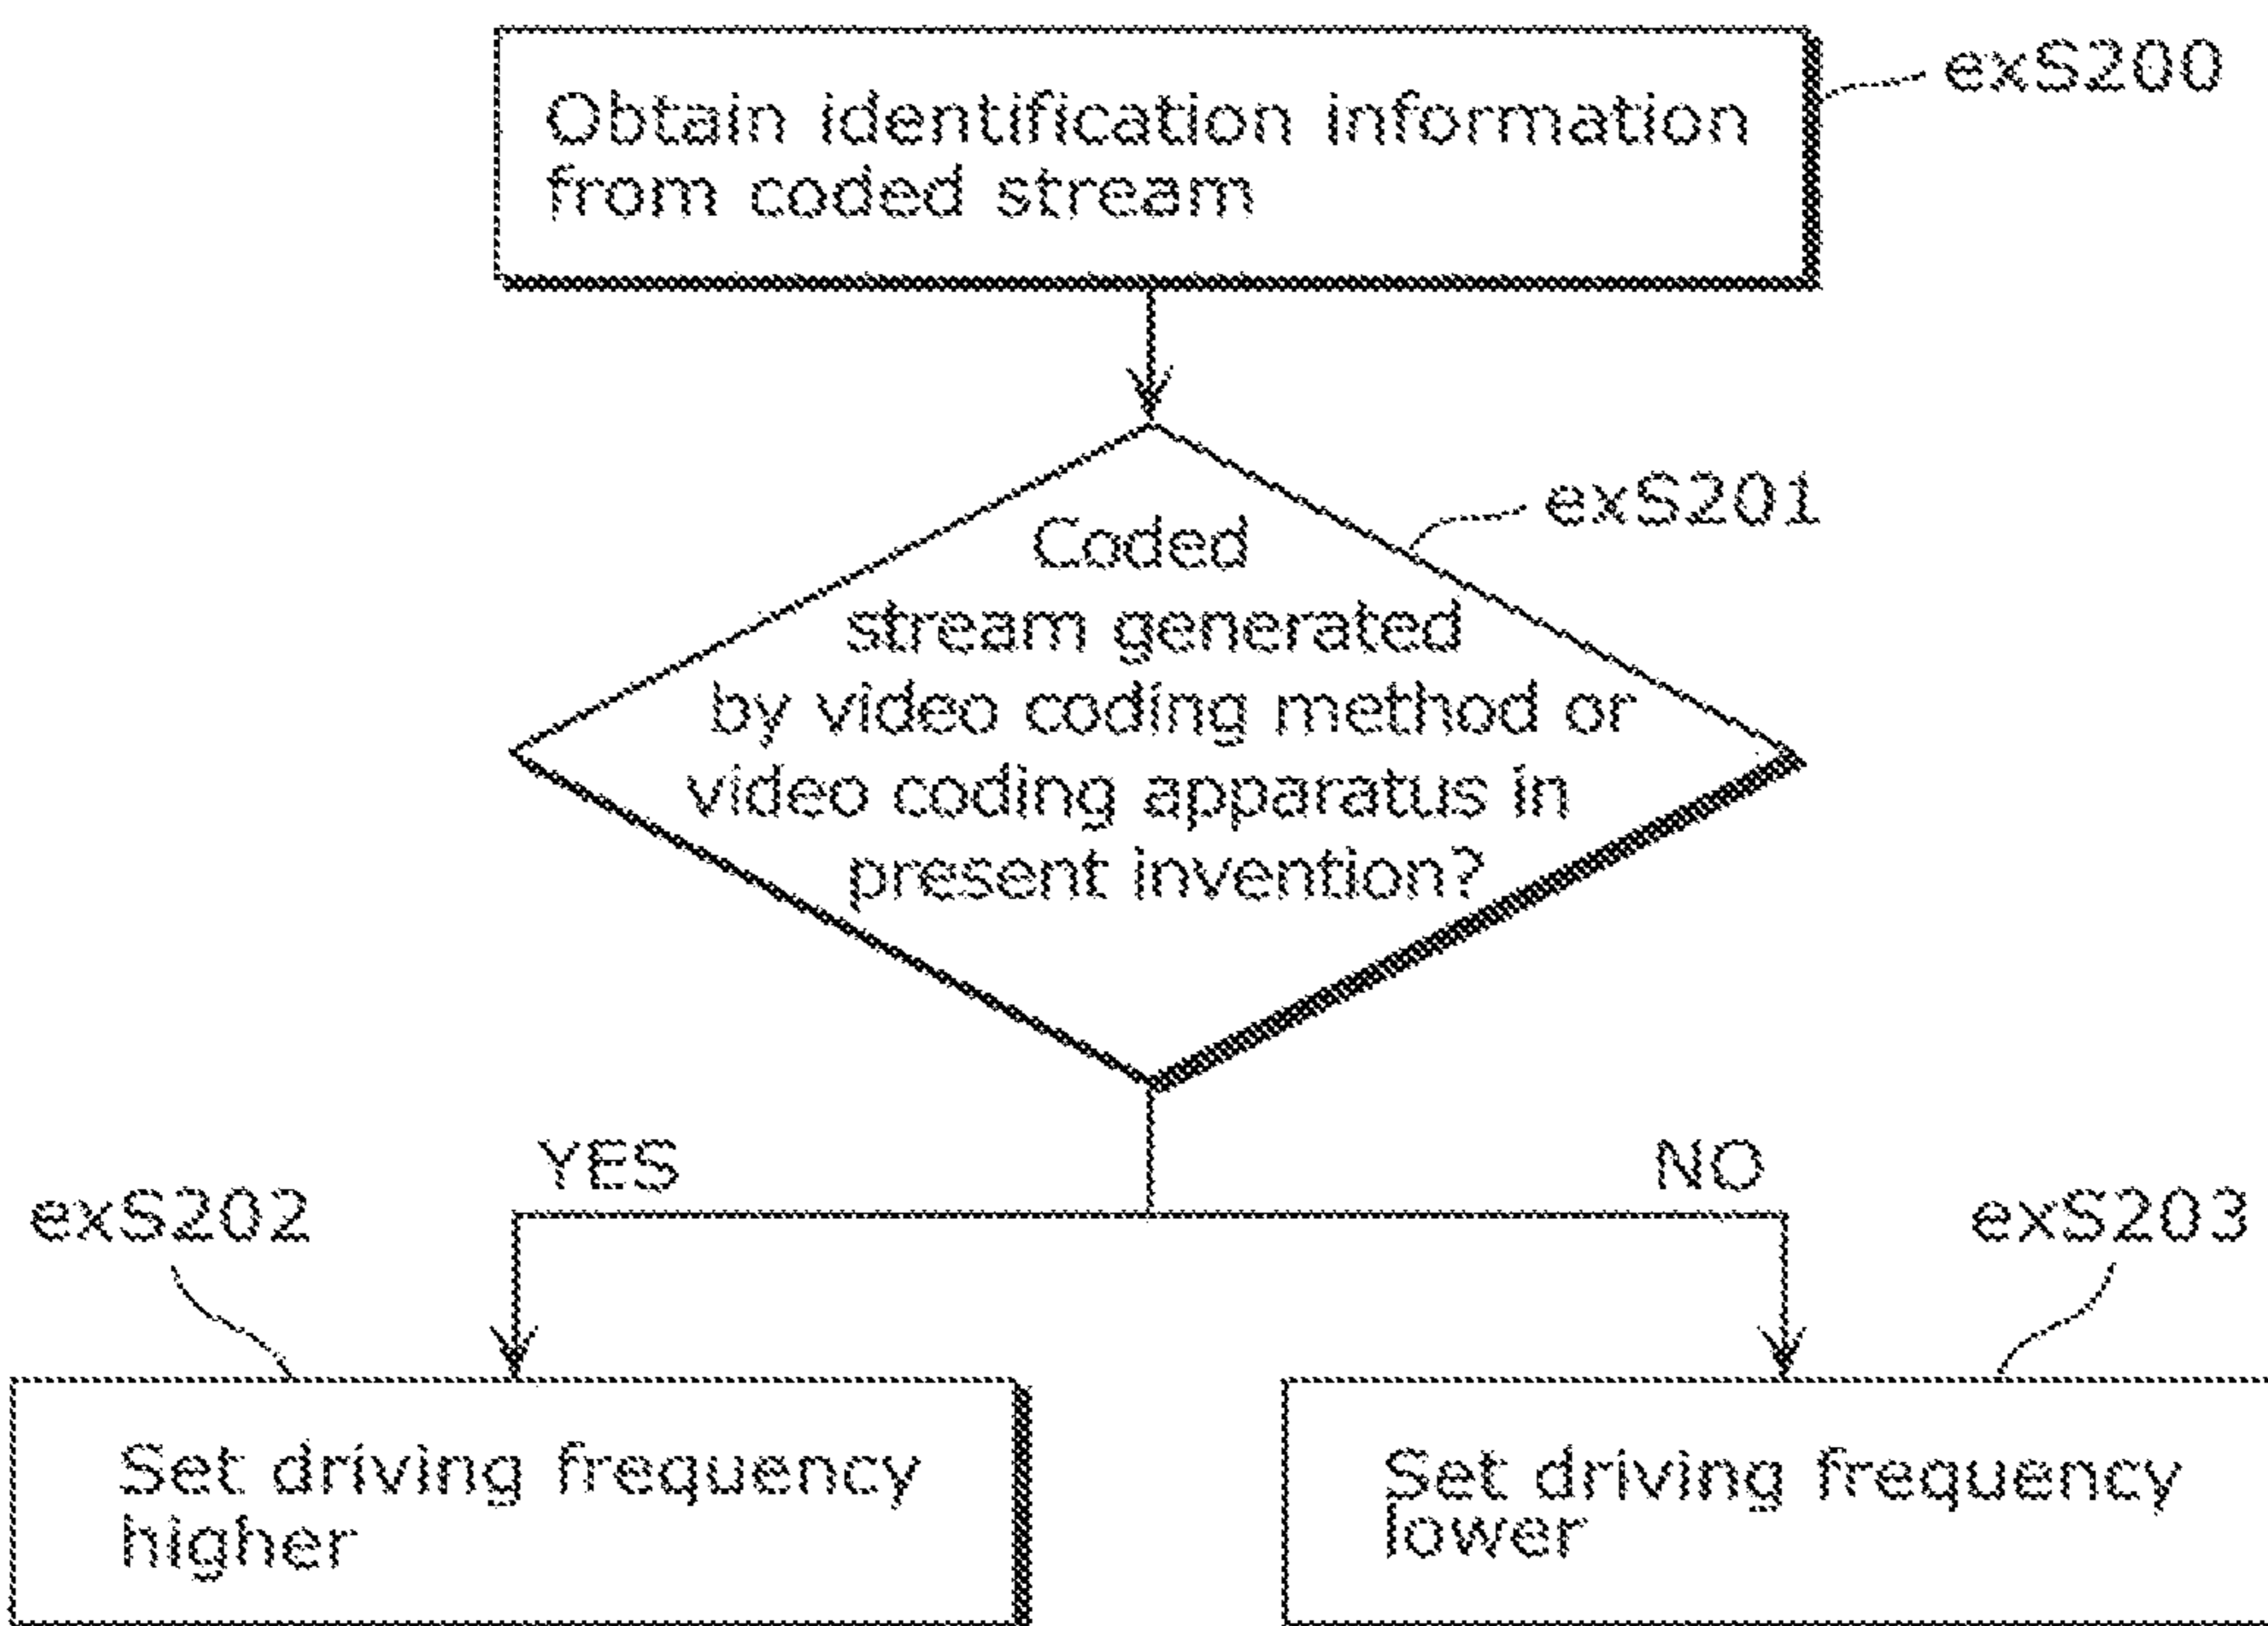 Obtain identification information
from coded stream
exS200
Coded
stream generated
by video coding method or
video coding apparatus in
present invention?
exS201
YES
NO
exS202
exS203
Set driving frequency
higher
Set driving frequency
lower